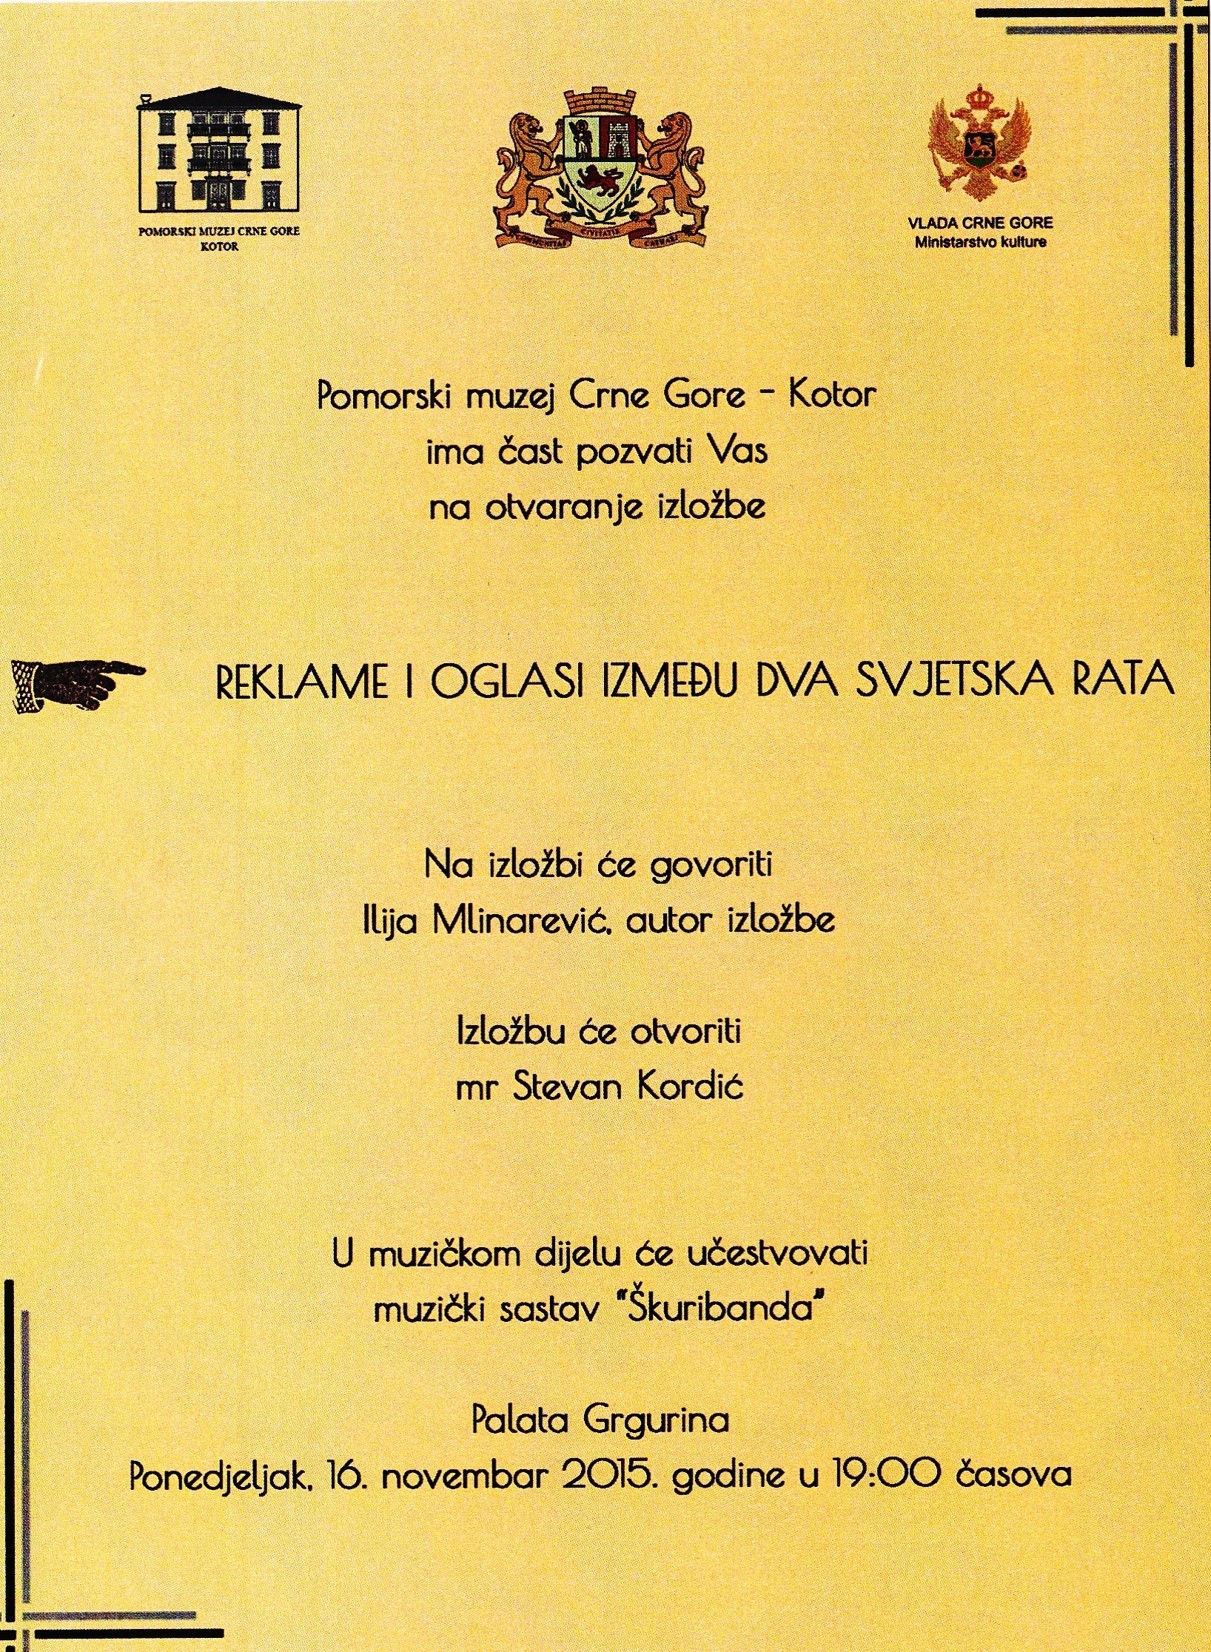 POMORSKI MUZEJ CRNE GORE
KOTOR
COMMUNITAS CIVITATIS CATHARI
VLADA CRNE GORE
Ministarstvo kulture
Pomorski muzej Crne Gore - Kotor
ima čast pozvati Vas
na otvaranje izložbe
REKLAME I OGLASI IZMEĐU DVA SVJETSKA RATA
Na izložbi će govoriti
Ilija Mlinarević, autor izložbe
Izložbu će otvoriti
mr Stevan Kordić
U muzičkom dijelu će učestvovati
muzički sastav "Škuribanda"
Palata Grgurina
Ponedjeljak, 16. novembar 2015. godine u 19:00 časova